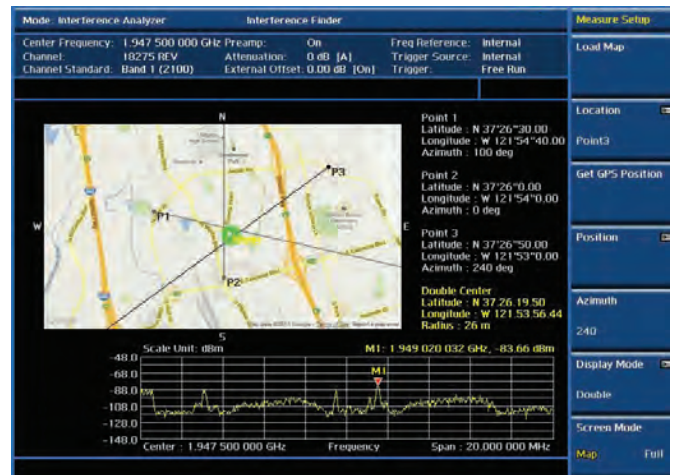 Mode: Interference Analyzer Interference Finder Measure Setup
Center Frequency: 1.947 500 000 GHz Preamp: On Freq Reference: Internal
Channel: 18275 REV Attenuation: 0 dB [A] Trigger Source: Internal
Channel Standard: Band 1 (2100) External Offset: 0.00 dB [On] Trigger: Free Run
Load Map
Location
Point3
Get GPS Position
Position
Azimuth
240
Display Mode
Double
Screen Mode
Map Full
N
W
E
S
P1
P2
P3
Point 1
Latitude : N 37'26"30.00
Longitude : W 121'54"40.00
Azimuth : 100 deg
Point 2
Latitude : N 37'26"0.00
Longitude : W 121'54"0.00
Azimuth : 0 deg
Point 3
Latitude : N 37'26"50.00
Longitude : W 121'53"0.00
Azimuth : 240 deg
Double Center
Latitude : N 37.26.19.50
Longitude : W 121.53.56.44
Radius : 26 m
Scale Unit: dBm M1: 1.949 020 032 GHz, -83.66 dBm
M1
-48.0
-68.0
-88.0
-108.0
-128.0
-148.0
Center : 1.947 500 000 GHz Frequency Span : 20.000 000 MHz